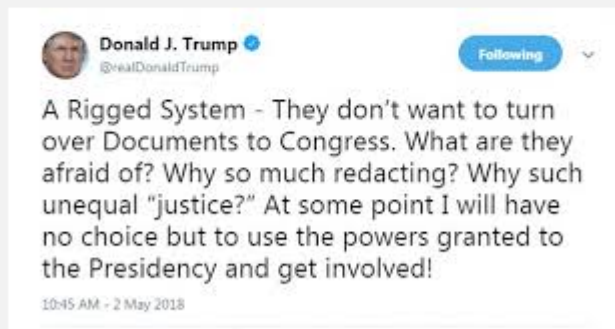 Donald J. Trump
@realDonaldTrump
Following
A Rigged System - They don't want to turn
over Documents to Congress. What are they
afraid of? Why so much redacting? Why such
unequal “justice?” At some point I will have
no choice but to use the powers granted to
the Presidency and get involved!
10:45 AM - 2 May 2018